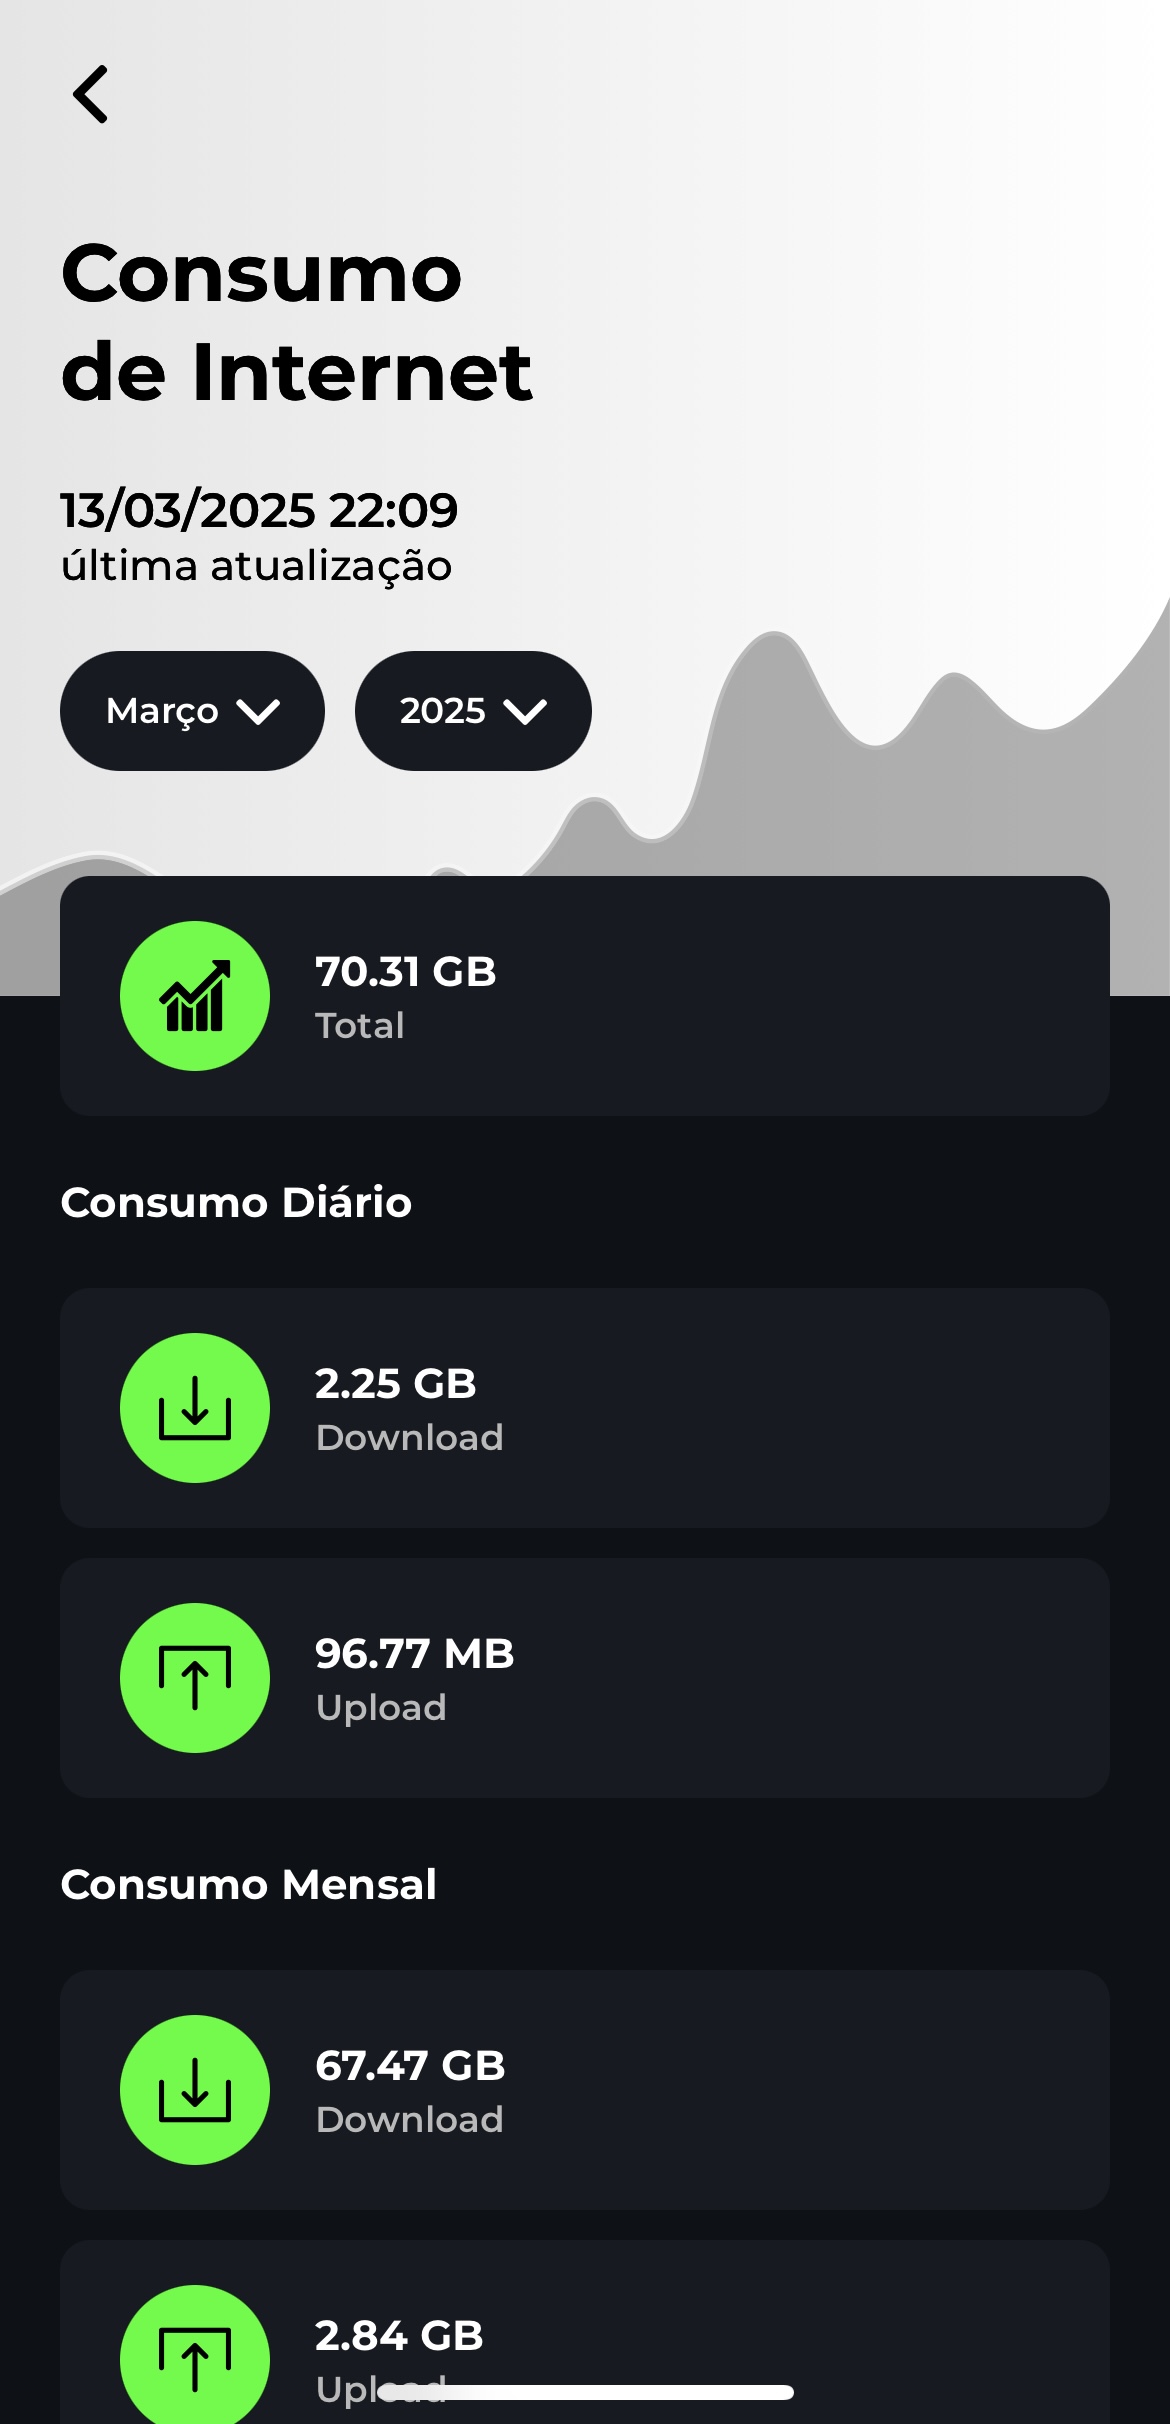 Consumo
de Internet
13/03/2025 22:09
última atualização
Março
2025
70.31 GB
Total
Consumo Diário
2.25 GB
Download
96.77 MB
Upload
Consumo Mensal
67.47 GB
Download
2.84 GB
Upload